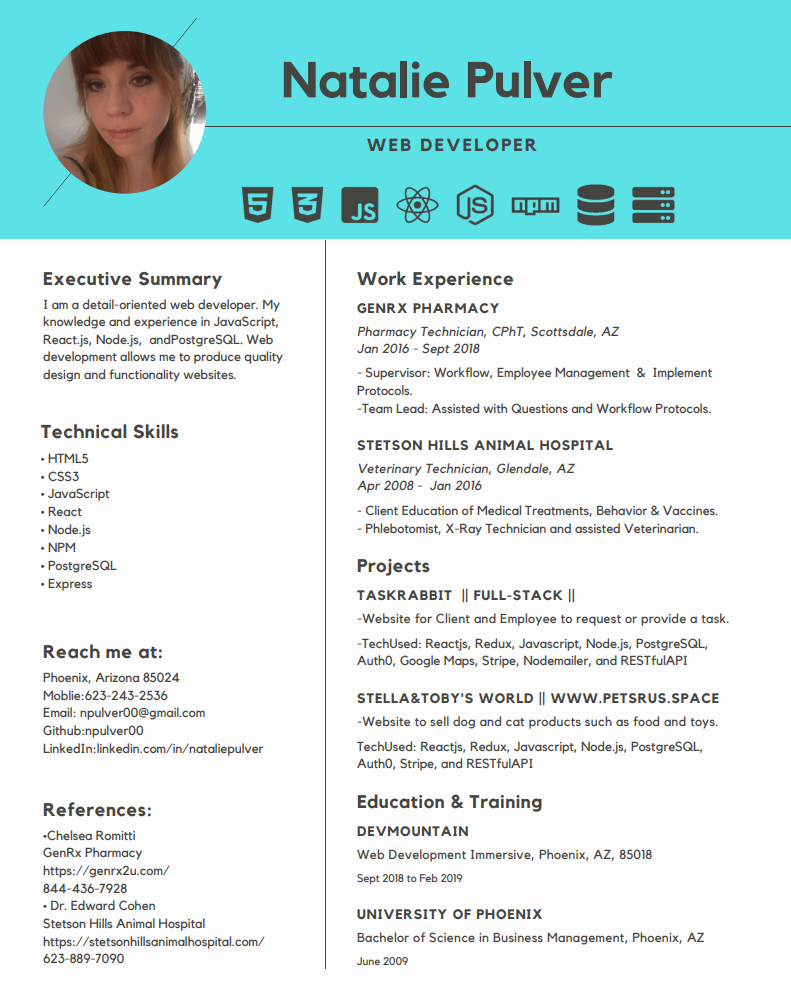 Natalie Pulver
WEB DEVELOPER
5 3 JS JS npm
Executive Summary
I am a detail-oriented web developer. My
knowledge and experience in JavaScript,
React.js, Node.js,  andPostgreSQL. Web
development allows me to produce quality
design and functionality websites.
Technical Skills
• HTML5
• CSS3
• JavaScript
• React
• Node.js
• NPM
• PostgreSQL
• Express
Reach me at:
Phoenix, Arizona 85024
Moblie:623-243-2536
Email: npulver00@gmail.com
Github:npulver00
LinkedIn:linkedin.com/in/nataliepulver
References:
•Chelsea Romitti
GenRx Pharmacy
https://genrx2u.com/
844-436-7928
• Dr. Edward Cohen
Stetson Hills Animal Hospital
https://stetsonhillsanimalhospital.com/
623-889-7090
Work Experience
GENRX PHARMACY
Pharmacy Technician, CPhT, Scottsdale, AZ
Jan 2016 - Sept 2018
- Supervisor: Workflow, Employee Management  &  Implement
Protocols.
-Team Lead: Assisted with Questions and Workflow Protocols.
STETSON HILLS ANIMAL HOSPITAL
Veterinary Technician, Glendale, AZ
Apr 2008 -  Jan 2016
- Client Education of Medical Treatments, Behavior & Vaccines.
- Phlebotomist, X-Ray Technician and assisted Veterinarian.
Projects
TASKRABBIT  || FULL-STACK ||
-Website for Client and Employee to request or provide a task.
-TechUsed: Reactjs, Redux, Javascript, Node.js, PostgreSQL,
Auth0, Google Maps, Stripe, Nodemailer, and RESTfulAPI
STELLA&TOBY'S WORLD || WWW.PETSRUS.SPACE
-Website to sell dog and cat products such as food and toys.
TechUsed: Reactjs, Redux, Javascript, Node.js, PostgreSQL,
Auth0, Stripe, and RESTfulAPI
Education & Training
DEVMOUNTAIN
Web Development Immersive, Phoenix, AZ, 85018
Sept 2018 to Feb 2019
UNIVERSITY OF PHOENIX
Bachelor of Science in Business Management, Phoenix, AZ
June 2009